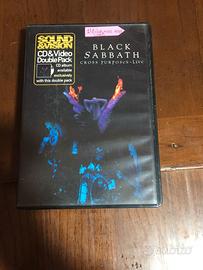 SOUND
&VISION
CD&Video
Double Pack
CD album
available
exclusively
with this double pack
BLACK
SABBATH
CROSS PURPOSES~Live
subito